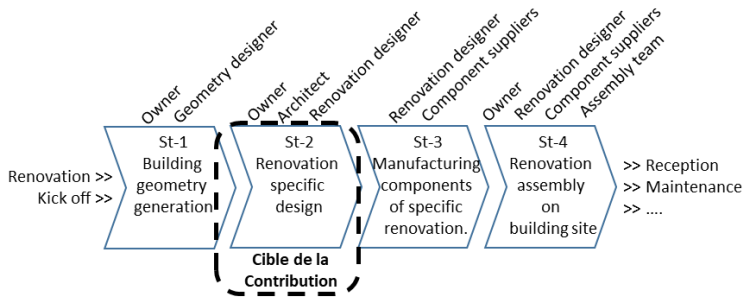 Owner
Geometry designer
Owner
Architect
Renovation designer
Renovation designer
Component suppliers
Owner
Renovation designer
Component suppliers
Assembly team
Renovation >>
Kick off >>
St-1
Building
geometry
generation
St-2
Renovation
specific
design
St-3
Manufacturing
components
of specific
renovation.
St-4
Renovation
assembly
on
building site
>> Reception
>> Maintenance
>> ....
Cible de la
Contribution